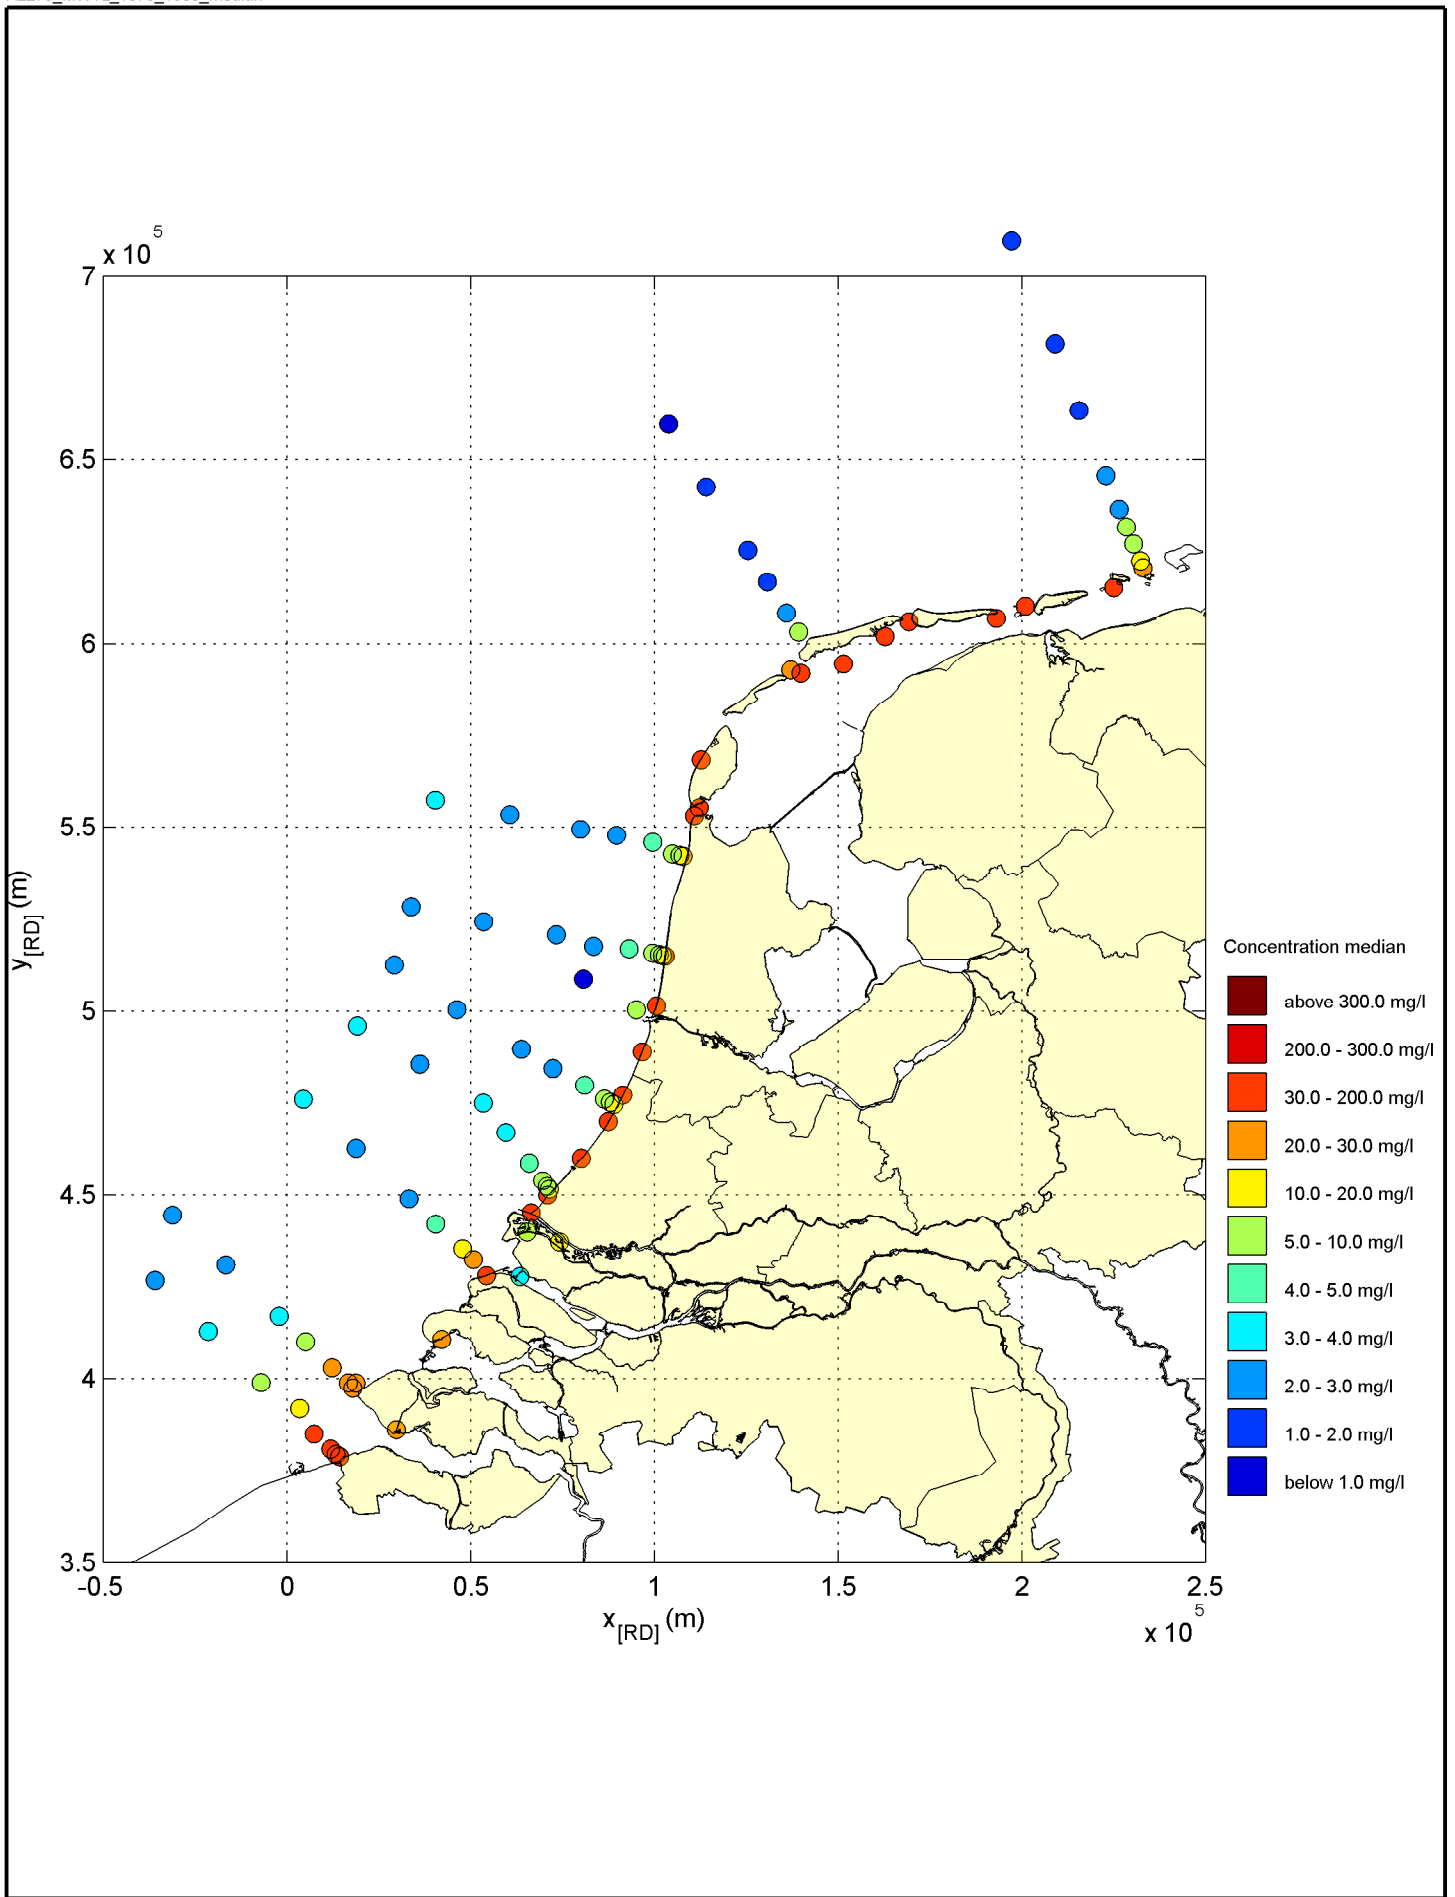 x 10 5
7
6.5
6
5.5
5
4.5
4
3.5
y[RD] (m)
-0.5 0 0.5 1 1.5 2 2.5
x[RD] (m)
x 10 5
Concentration median
above 300.0 mg/l
200.0 - 300.0 mg/l
30.0 - 200.0 mg/l
20.0 - 30.0 mg/l
10.0 - 20.0 mg/l
5.0 - 10.0 mg/l
4.0 - 5.0 mg/l
3.0 - 4.0 mg/l
2.0 - 3.0 mg/l
1.0 - 2.0 mg/l
below 1.0 mg/l